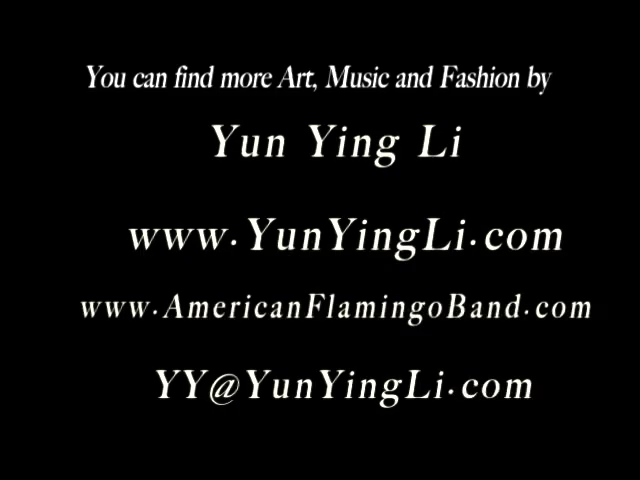 You can find more Art, Music and Fashion by
Yun Ying Li
www.YunYingLi.com
www.AmericanFlamingoBand.com
YY@YunYingLi.com